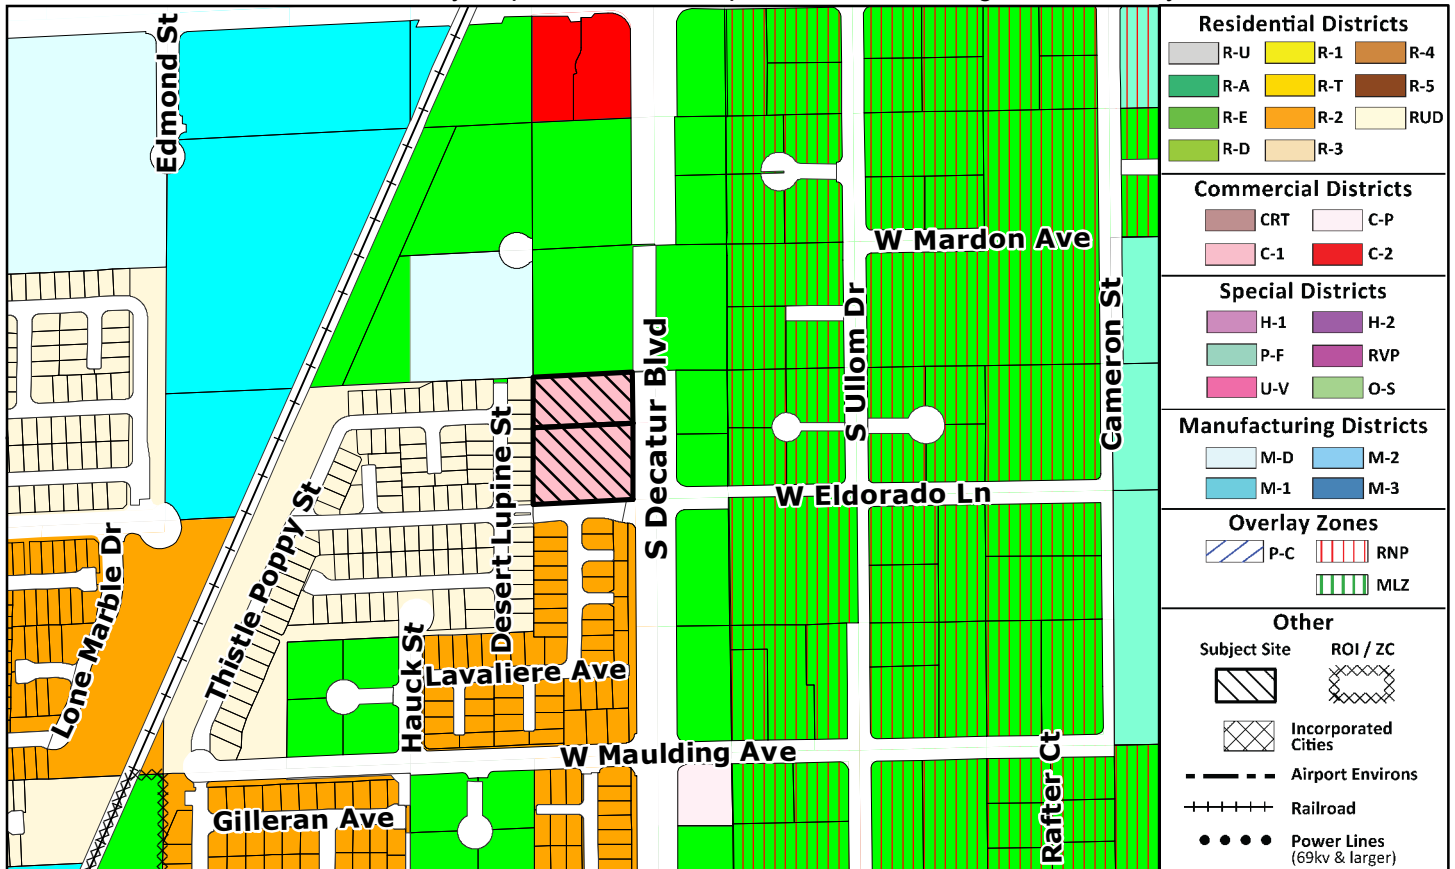 Edmond St
W Mardon Ave
S Ullom Dr
Cameron St
S Decatur Blvd
Desert Lupine St
W Eldorado Ln
Thistle Poppy St
Lone Marble Dr
Hauck St
Lavaliere Ave
W Maulding Ave
Rafter Ct
Gilleran Ave
Residential Districts
R-U R-1 R-4
R-A R-T R-5
R-E R-2 RUD
R-D R-3
Commercial Districts
CRT C-P
C-1 C-2
Special Districts
H-1 H-2
P-F RVP
U-V O-S
Manufacturing Districts
M-D M-2
M-1 M-3
Overlay Zones
P-C RNP
MLZ
Other
Subject Site ROI / ZC
Incorporated
Cities
Airport Environs
Railroad
Power Lines
(69kv & larger)